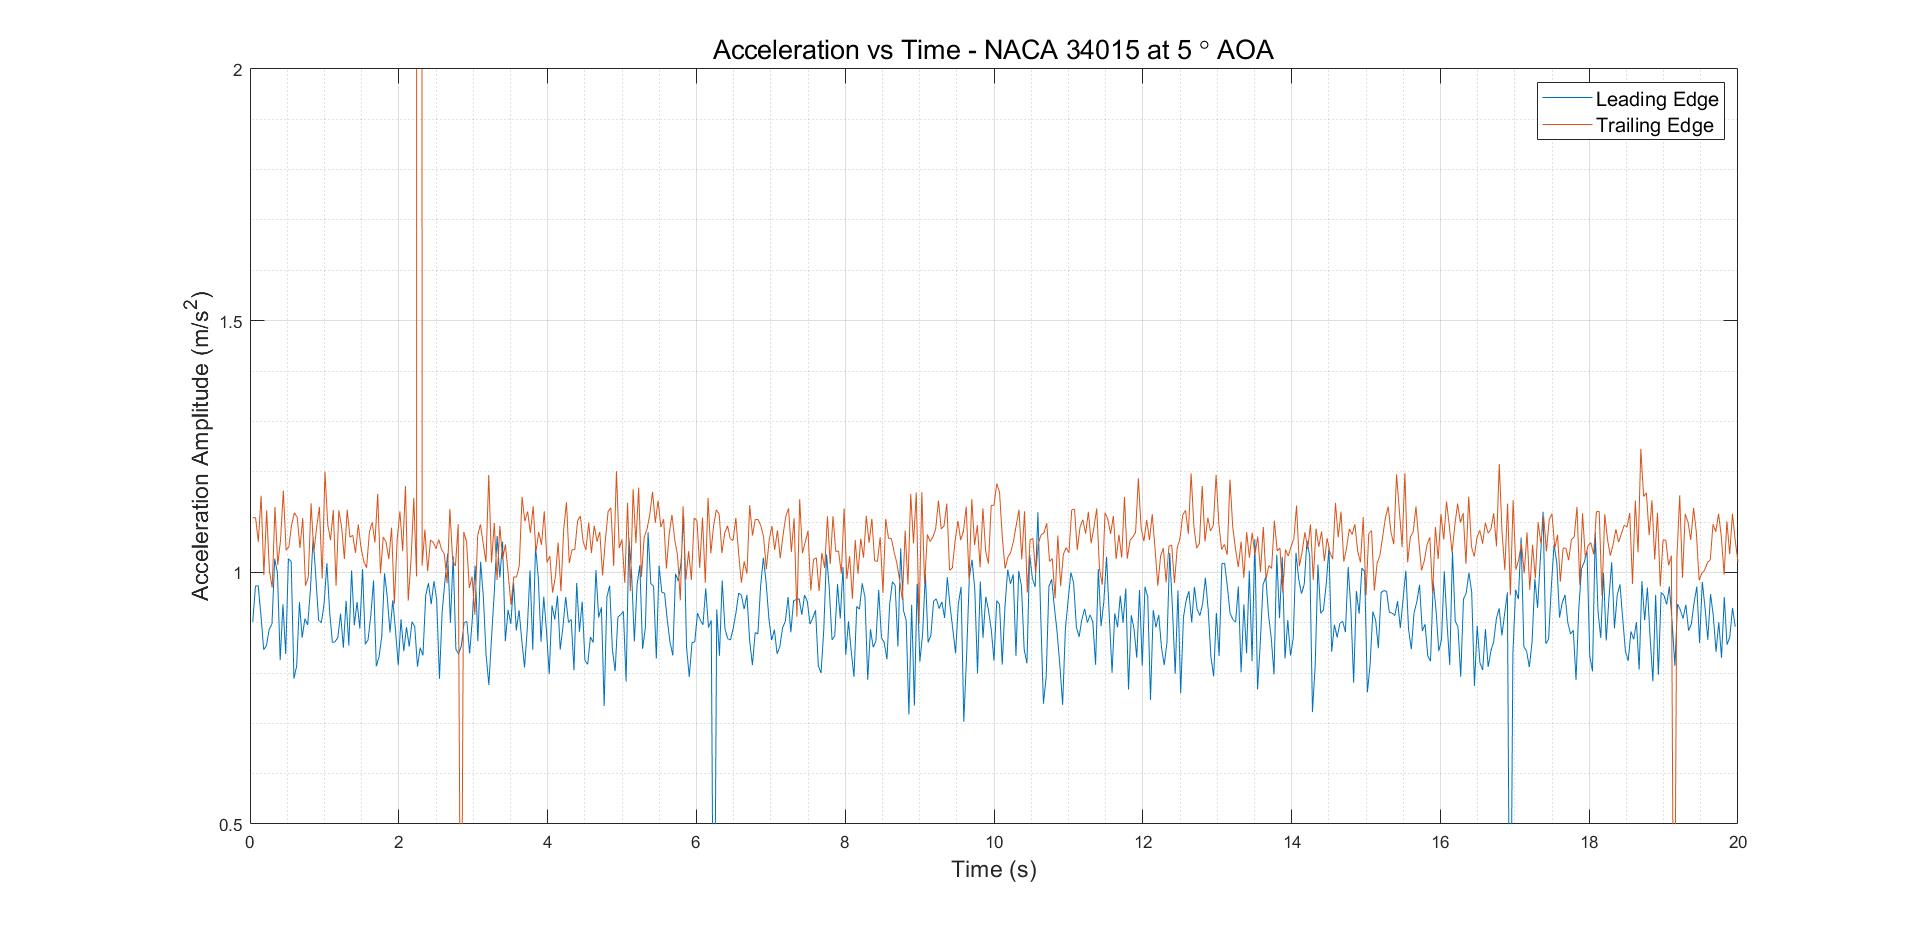 Acceleration vs Time - NACA 34015 at 5 ° AOA
Leading Edge
Trailing Edge
Acceleration Amplitude (m/s²)
2
1.5
1
0.5
0 2 4 6 8 10 12 14 16 18 20
Time (s)